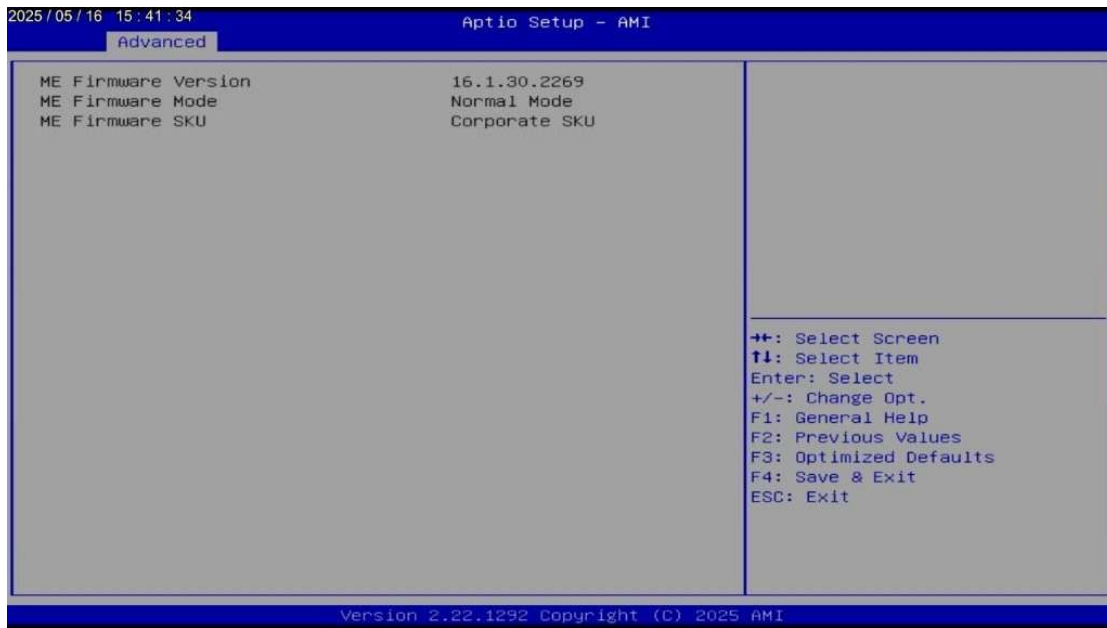 2025/05/16 15:41:34
Aptio Setup - AMI
Advanced
ME Firmware Version 16.1.30.2269
ME Firmware Mode Normal Mode
ME Firmware SKU Corporate SKU
→←: Select Screen
↑↓: Select Item
Enter: Select
+/-: Change Opt.
F1: General Help
F2: Previous Values
F3: Optimized Defaults
F4: Save & Exit
ESC: Exit
Version 2.22.1292 Copyright (C) 2025 AMI